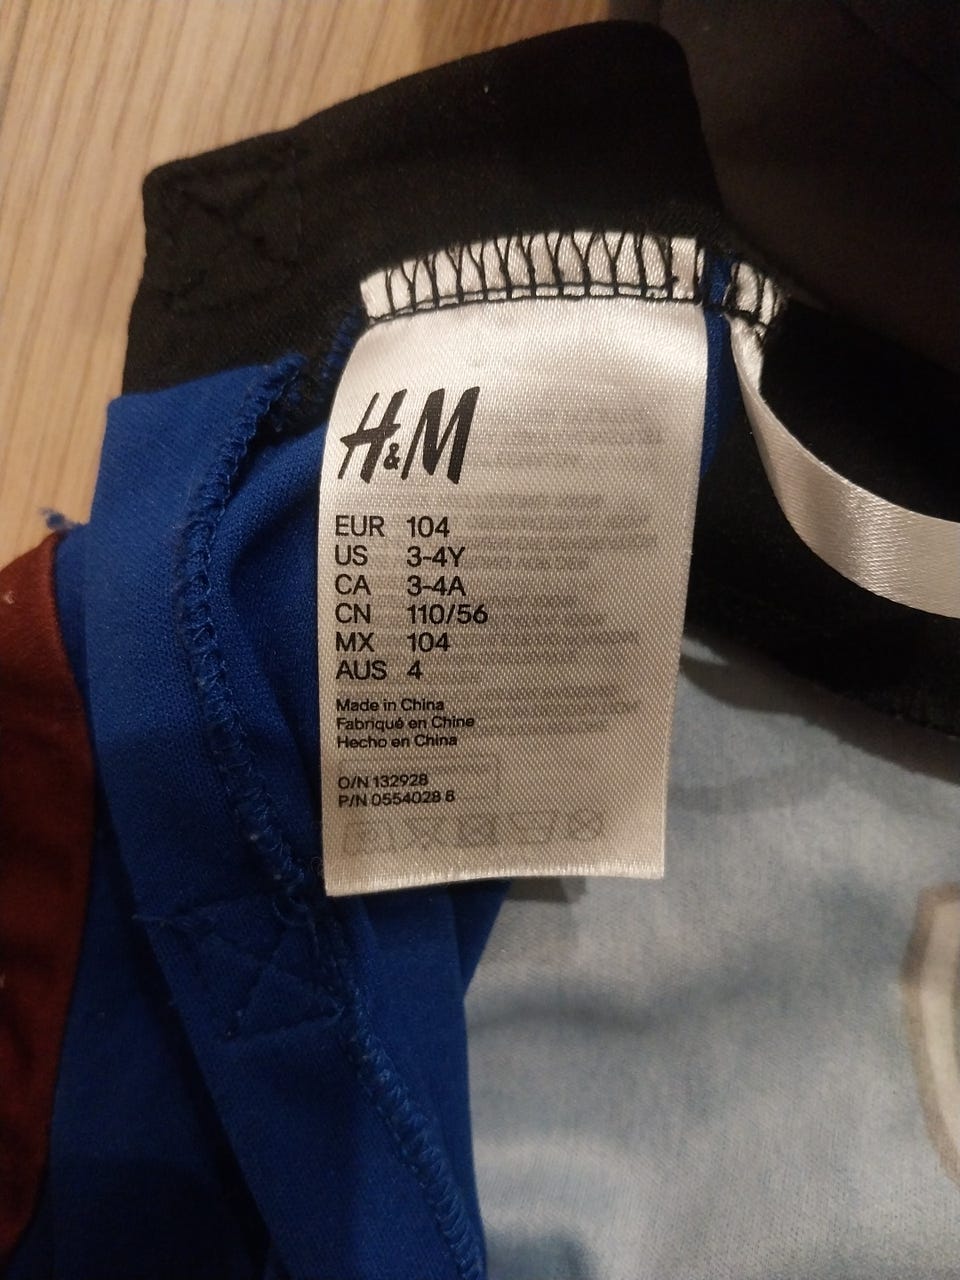 H&M
EUR 104
US 3-4Y
CA 3-4A
CN 110/56
MX 104
AUS 4
Made in China
Fabriqué en Chine
Hecho en China
O/N 132928
P/N 0554028 8